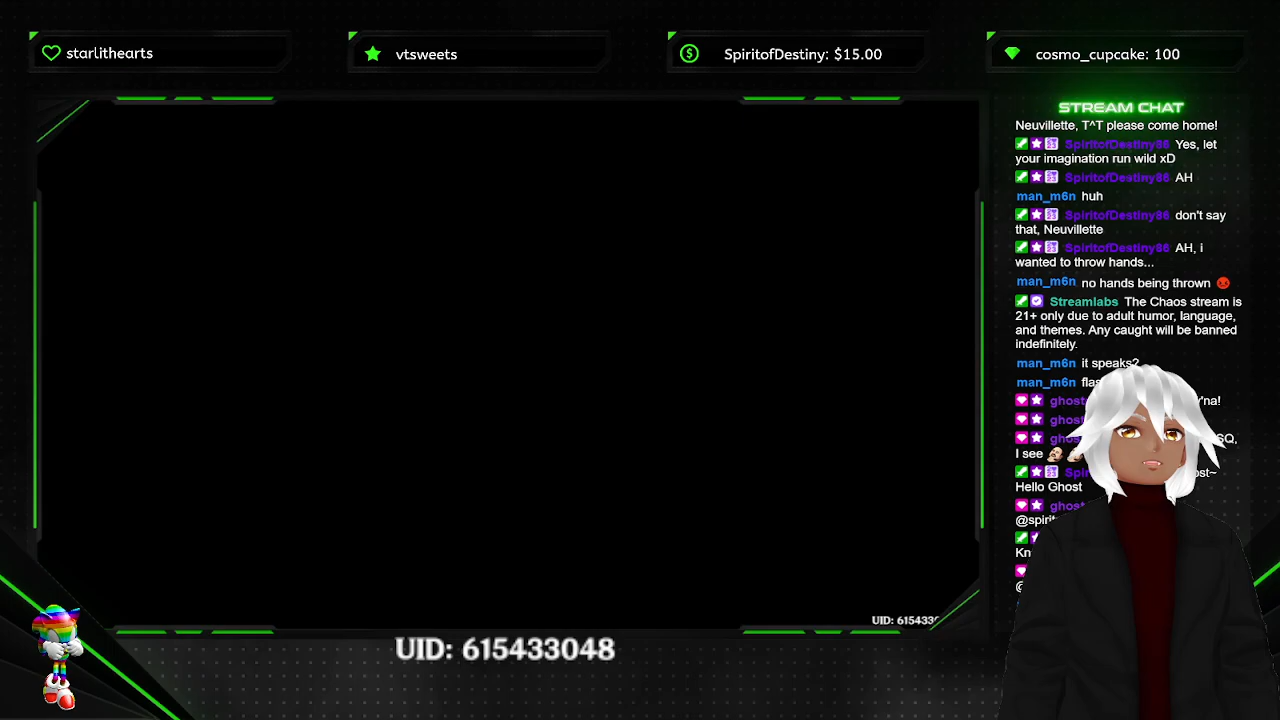 starlithearts
vtsweets
SpiritofDestiny: $15.00
cosmo_cupcake: 100
STREAM CHAT
Neuvillette, T^T please come home!
SpiritofDestiny86 Yes, let
your imagination run wild xD
SpiritofDestiny86 AH
man_m6n huh
SpiritofDestiny86 don't say
that, Neuvillette
SpiritofDestiny86 AH, i
wanted to throw hands...
man_m6n no hands being thrown
Streamlabs The Chaos stream is
21+ only due to adult humor, language,
and themes. Any caught will be banned
indefinitely.
man_m6n it speaks?
man_m6n
I see
Hello Ghost
UID: 615433048